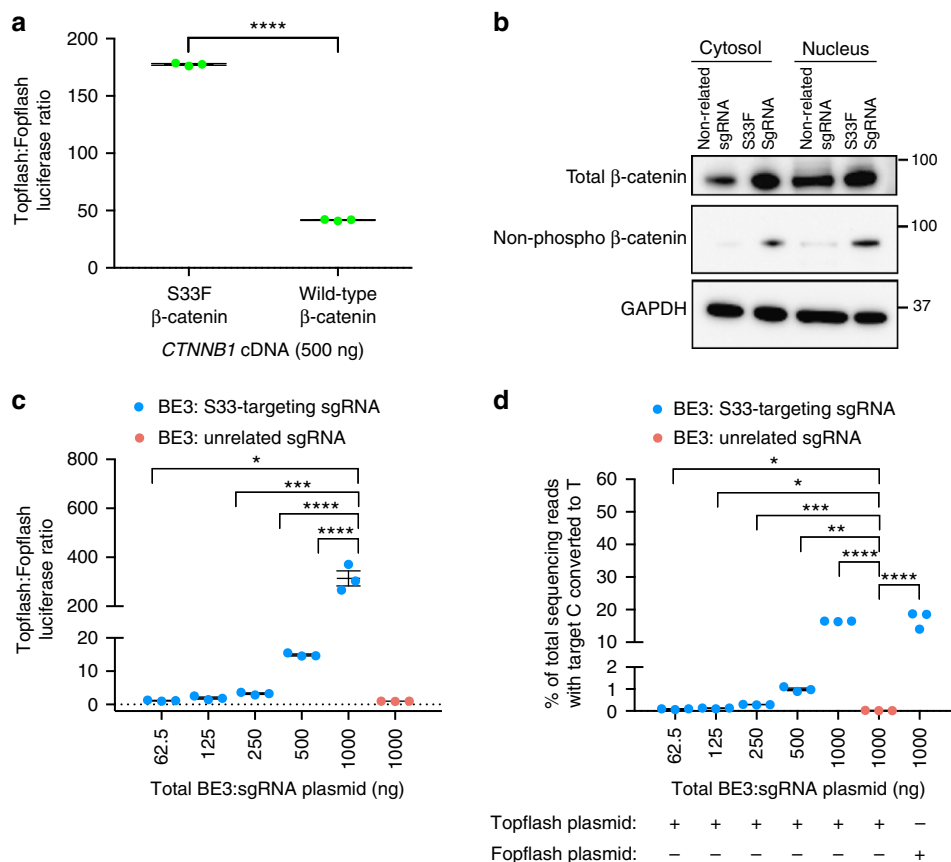 a
****
200
150
100
50
0
Topflash:Fopflash
luciferase ratio
S33F
β-catenin
Wild-type
β-catenin
CTNNB1 cDNA (500 ng)
b
Cytosol
Nucleus
Non-related
sgRNA
S33F
SgRNA
Non-related
sgRNA
S33F
SgRNA
Total β-catenin
100
Non-phospho β-catenin
100
GAPDH
37
c
BE3: S33-targeting sgRNA
BE3: unrelated sgRNA
800
600
400
200
20
10
0
Topflash:Fopflash
luciferase ratio
*
***
****
****
62.5
125
250
500
1000
1000
Total BE3:sgRNA plasmid (ng)
d
BE3: S33-targeting sgRNA
BE3: unrelated sgRNA
60
50
40
30
20
10
2
1
0
% of total sequencing reads
with target C converted to T
*
*
***
**
****
****
62.5
125
250
500
1000
1000
1000
Total BE3:sgRNA plasmid (ng)
Topflash plasmid: + + + + + + –
Fopflash plasmid: – – – – – – +